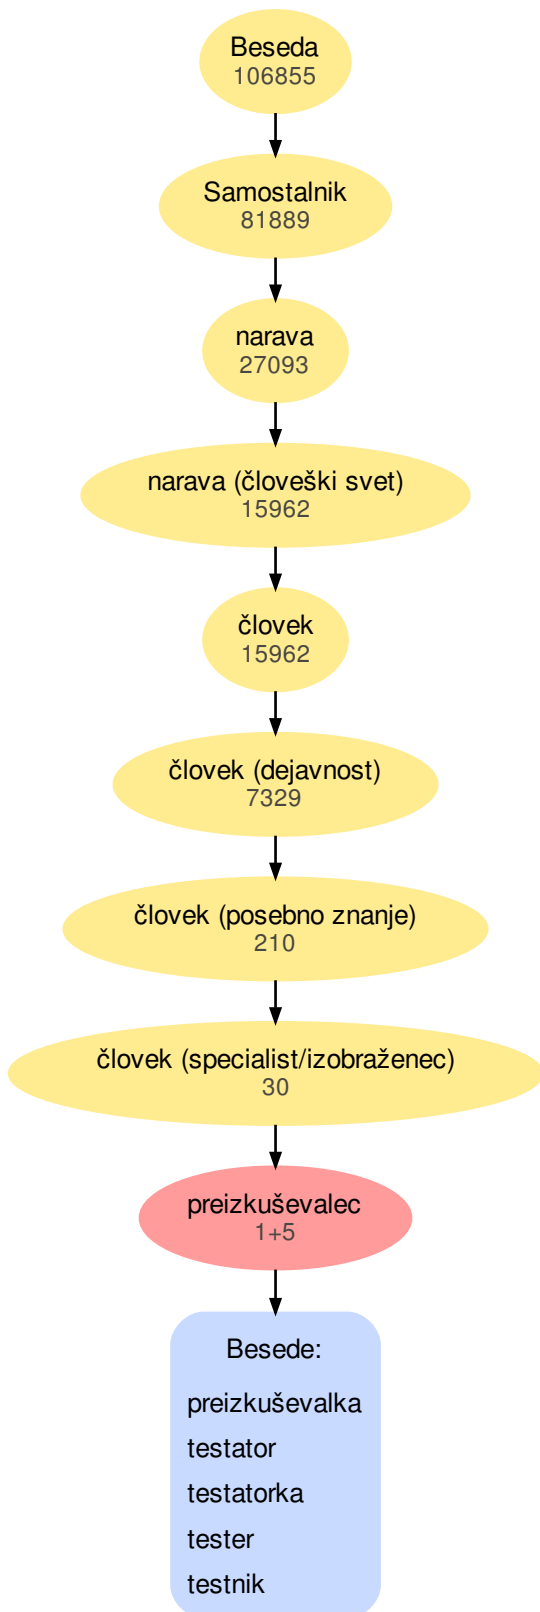 Beseda
106855
Samostalnik
81889
narava
27093
narava (človeški svet)
15962
človek
15962
človek (dejavnost)
7329
človek (posebno znanje)
210
človek (specialist/izobraženec)
30
preizkuševalec
1+5
Besede:
preizkuševalka
testator
testatorka
tester
testnik